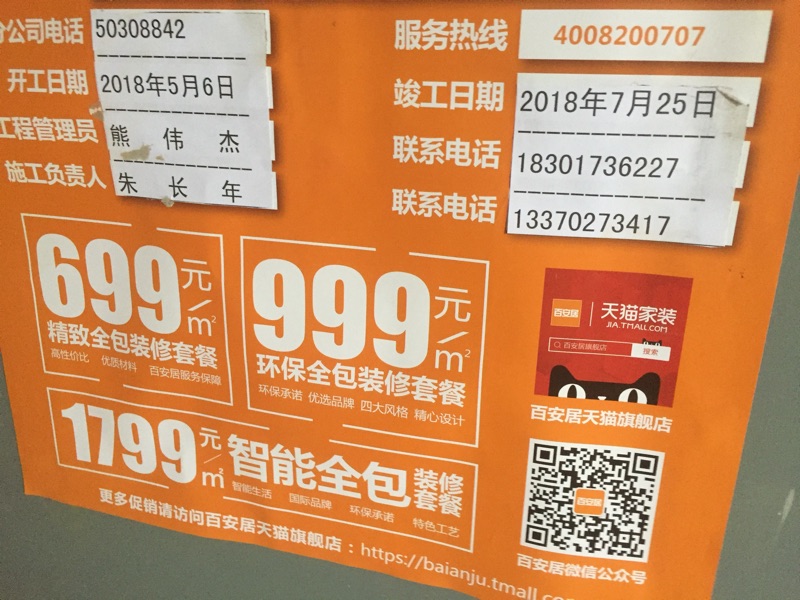 分公司电话 50308842
服务热线 4008200707
开工日期 2018年5月6日
竣工日期 2018年7月25日
工程管理员 熊伟杰
联系电话 18301736227
施工负责人 朱长年
联系电话 13370273417
699元/㎡
精致全包装修套餐
高性价比 优质材料 百安居服务保障
999元/㎡
环保全包装修套餐
环保承诺 优选品牌 四大风格 精心设计
1799元/㎡ 智能全包装修套餐
智能生活 国际品牌 环保承诺 特色工艺
更多促销请访问百安居天猫旗舰店：https://baianju.tmall.co
百安居 天猫家装
JIA.TMALL.COM
百安居旗舰店 搜索
百安居天猫旗舰店
百安居
百安居微信公众号